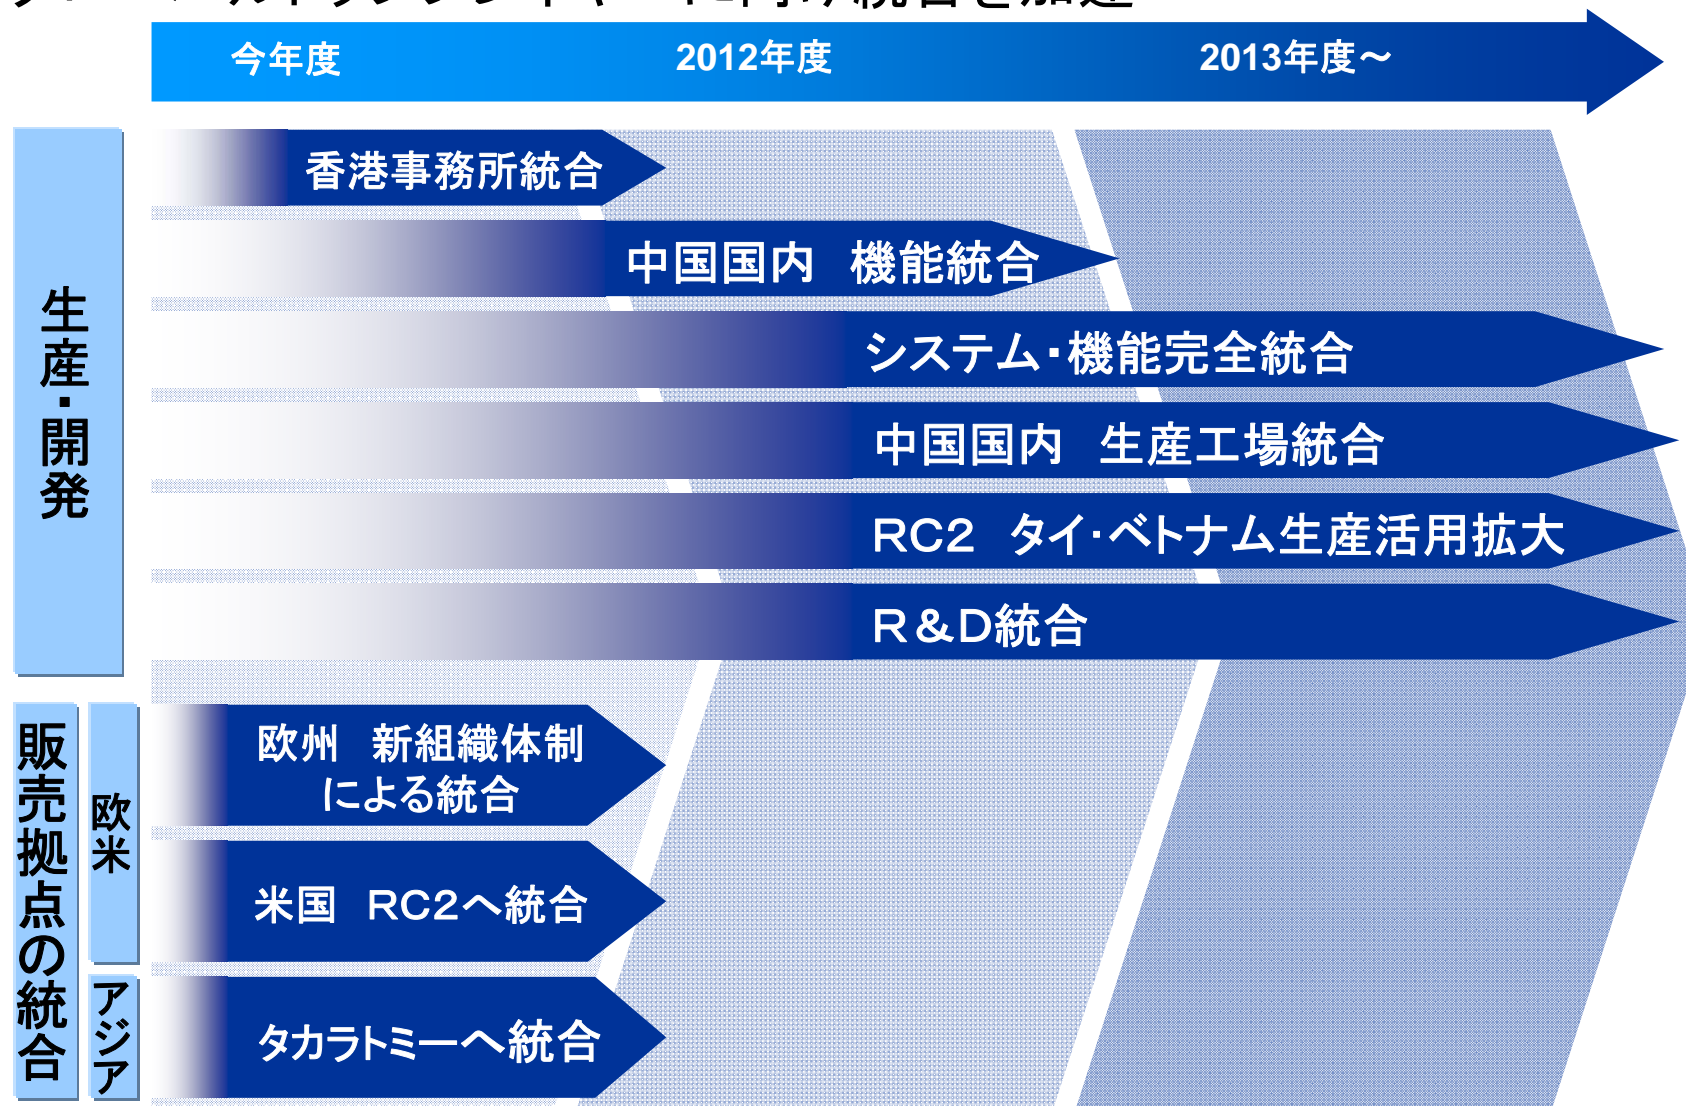 今年度
2012年度
2013年度～
生産・開発
香港事務所統合
中国国内　機能統合
システム・機能完全統合
中国国内　生産工場統合
ＲＣ２　タイ・ベトナム生産活用拡大
Ｒ＆Ｄ統合
販売拠点の統合
欧米
欧州　新組織体制
による統合
米国　ＲＣ２へ統合
アジア
タカラトミーへ統合